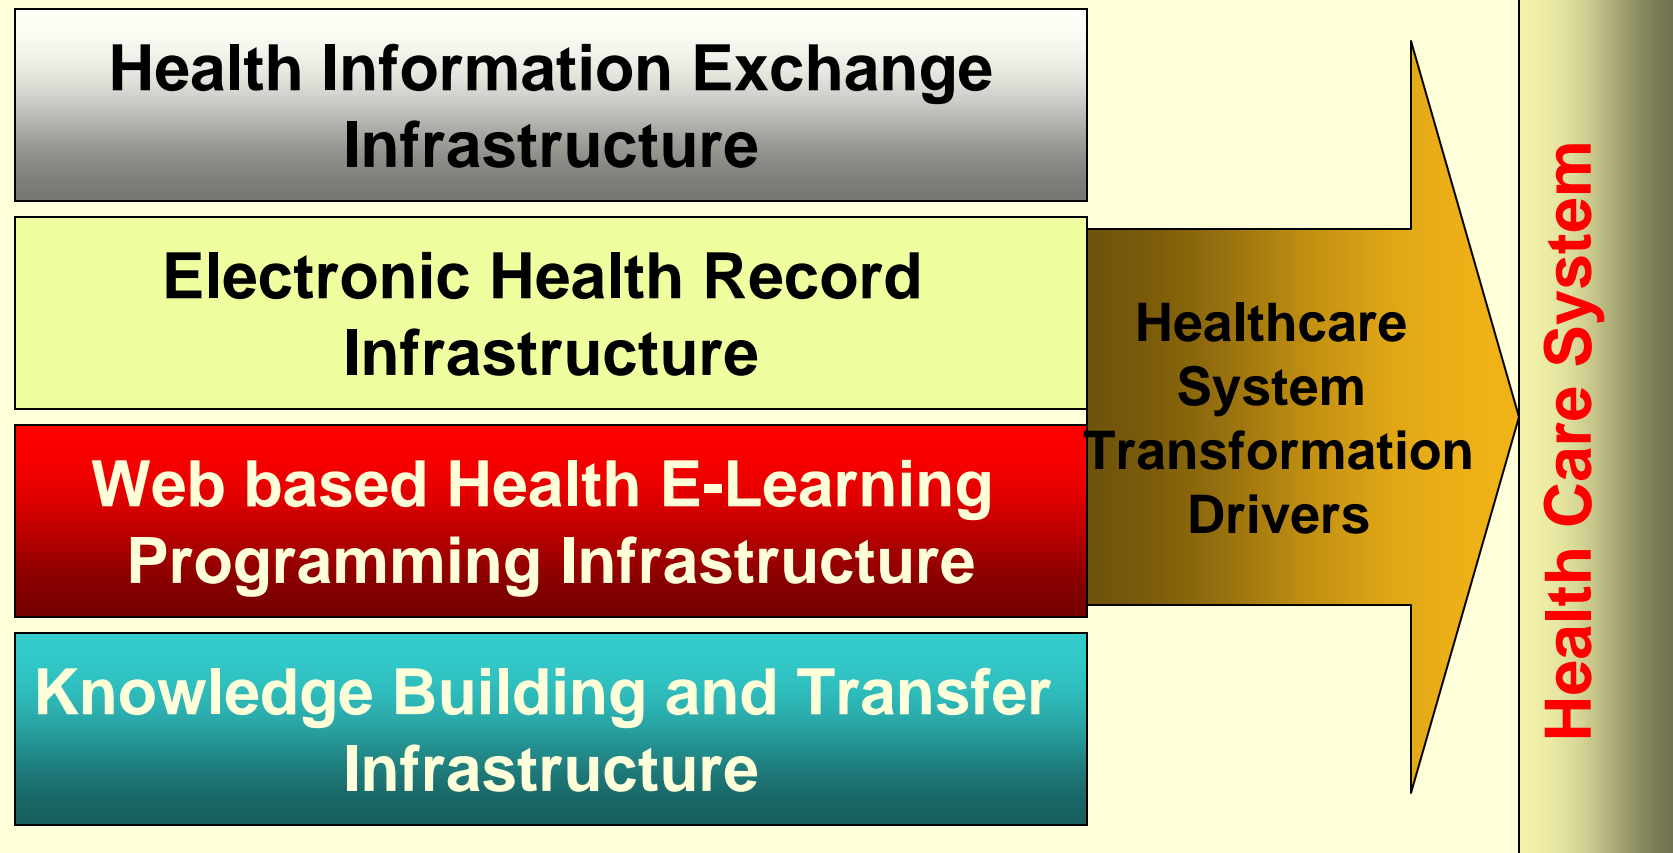 Health Information Exchange
Infrastructure
Electronic Health Record
Infrastructure
Web based Health E-Learning
Programming Infrastructure
Knowledge Building and Transfer
Infrastructure
Healthcare
System
Transformation
Drivers
Health Care System